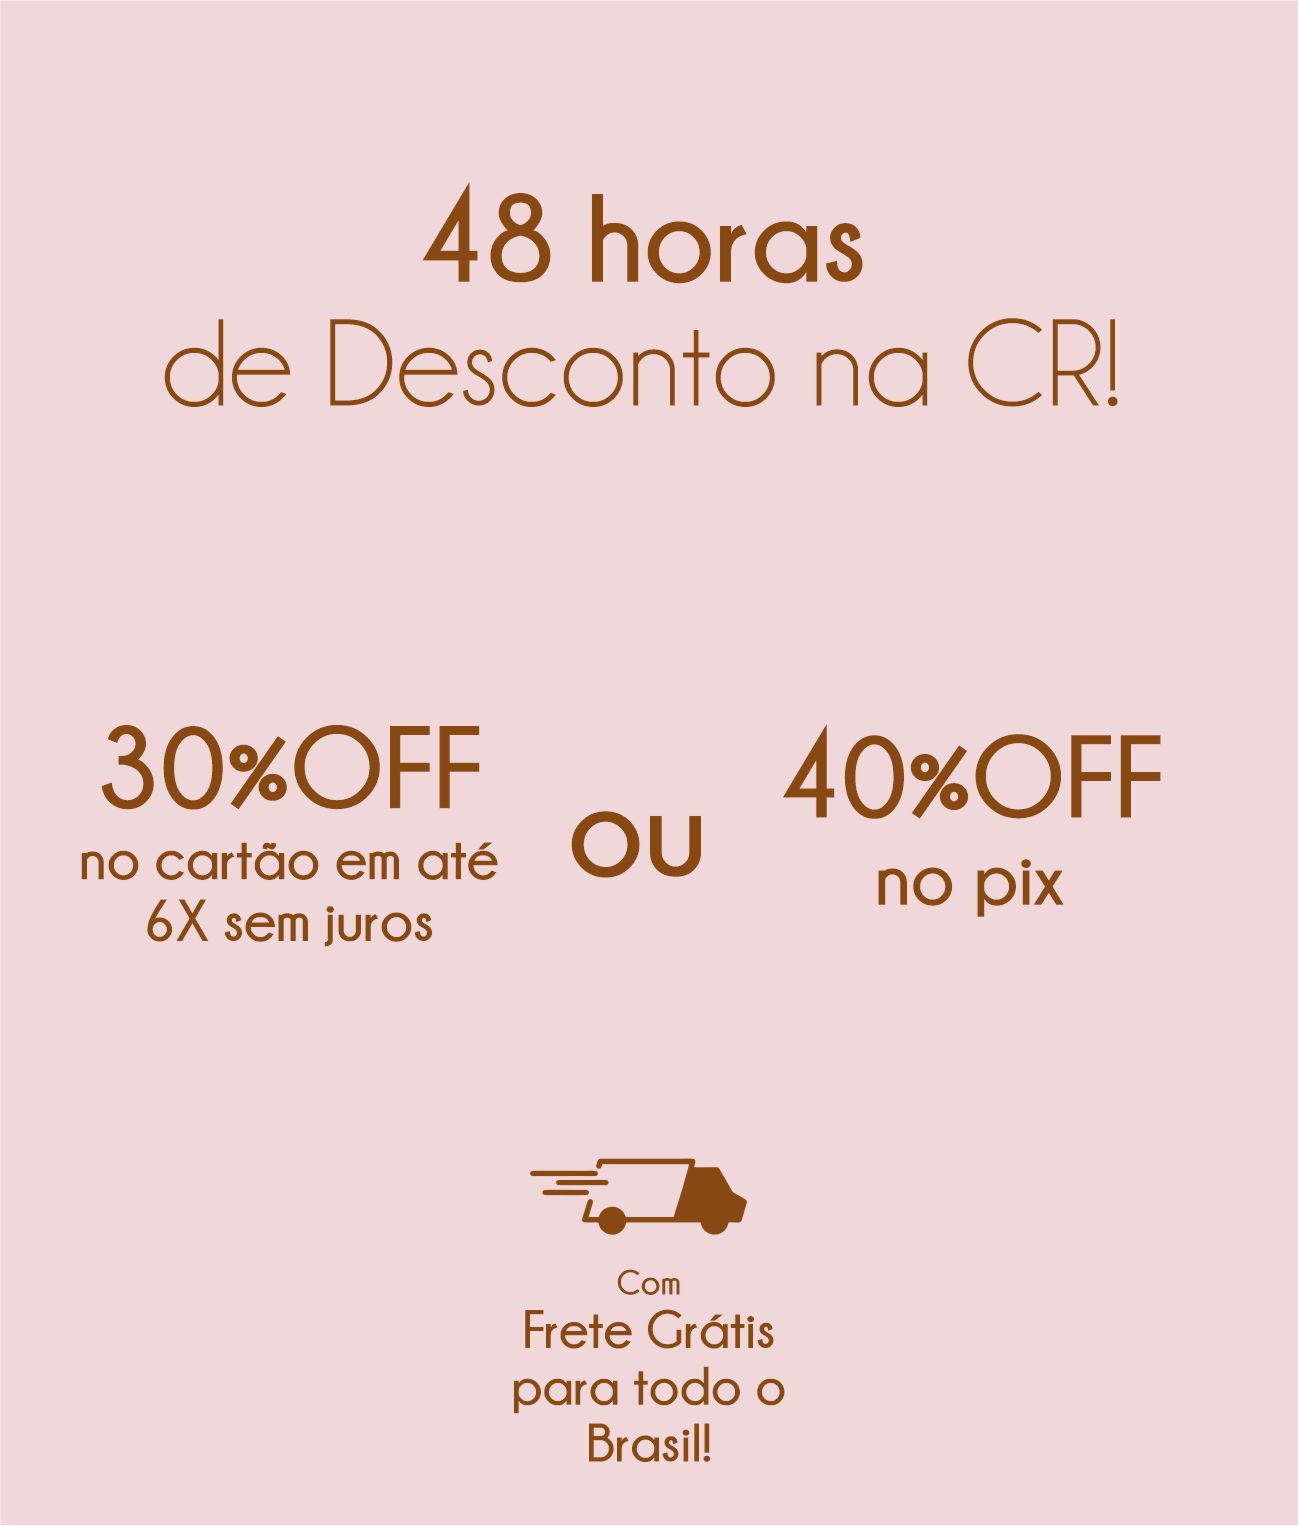 48 horas
de Desconto na CR!
30%OFF
no cartão em até
6X sem juros
ou
40%OFF
no pix
Com
Frete Grátis
para todo o
Brasil!